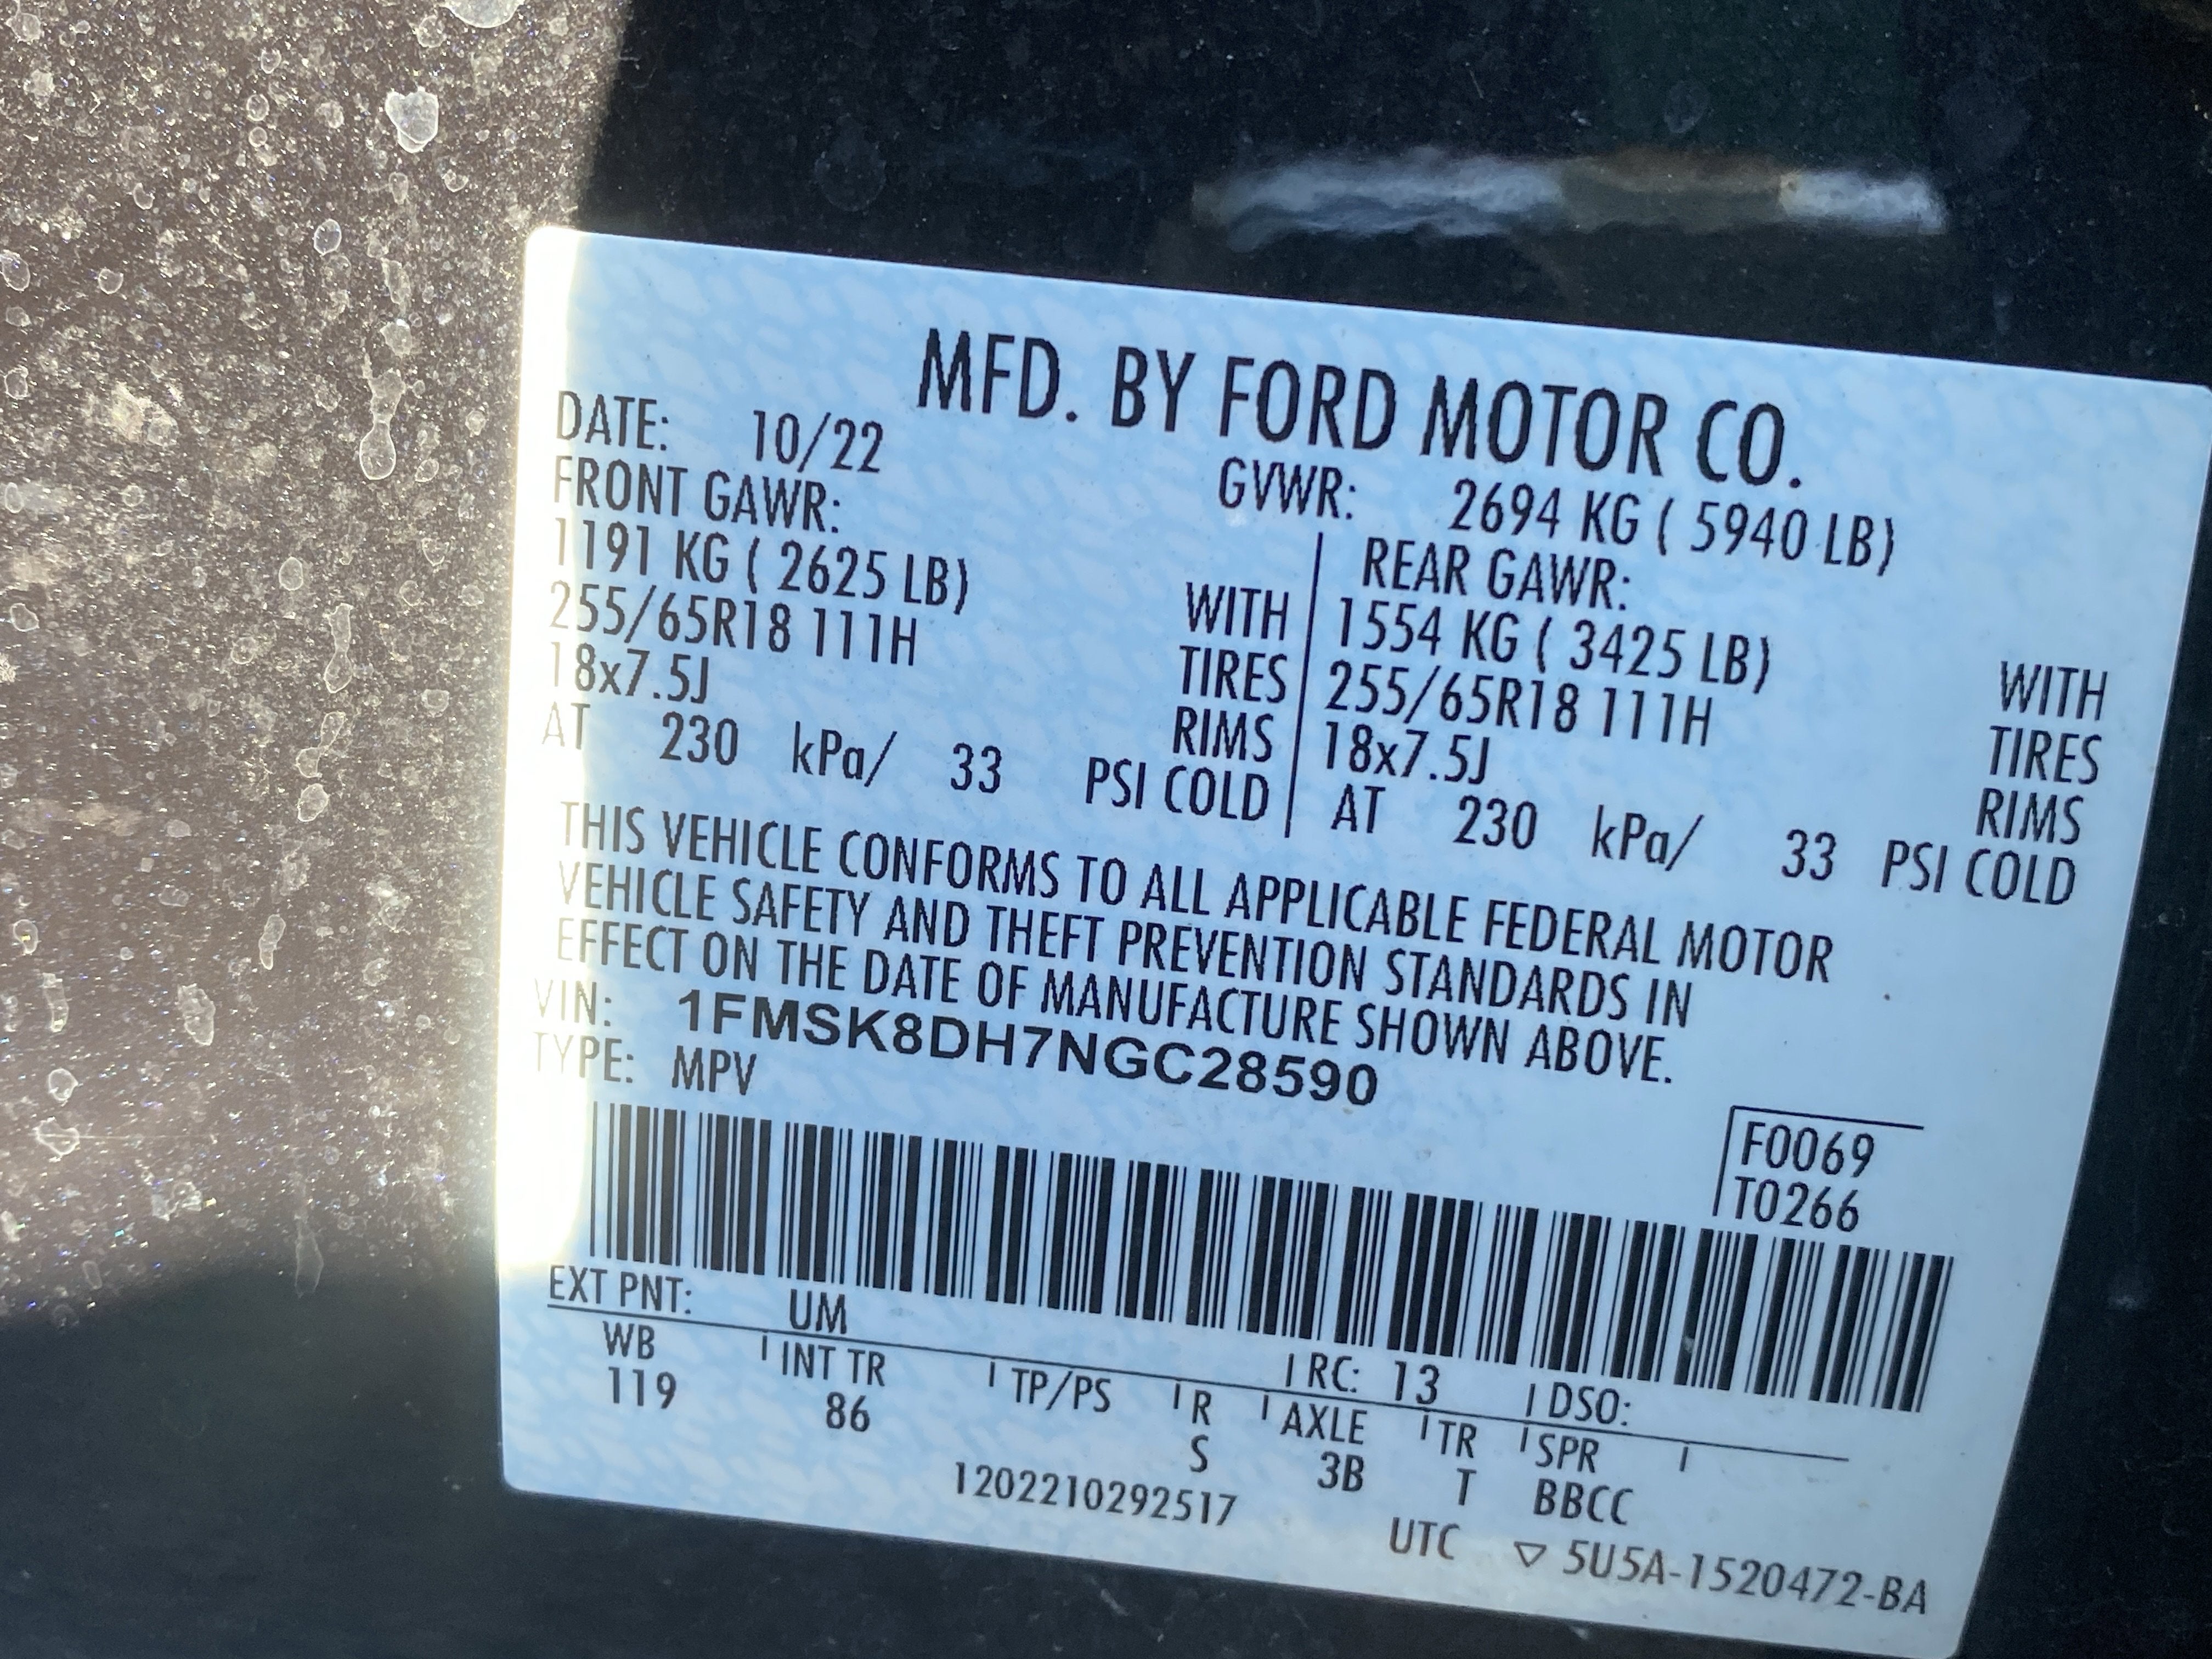 MFD. BY FORD MOTOR CO.
DATE: 10/22 GVWR: 2694 KG ( 5940 LB)
FRONT GAWR: REAR GAWR:
1191 KG ( 2625 LB) WITH 1554 KG ( 3425 LB) WITH
255/65R18 111H TIRES 255/65R18 111H TIRES
18x7.5J RIMS 18x7.5J RIMS
AT 230 kPa/ 33 PSI COLD AT 230 kPa/ 33 PSI COLD
THIS VEHICLE CONFORMS TO ALL APPLICABLE FEDERAL MOTOR
VEHICLE SAFETY AND THEFT PREVENTION STANDARDS IN
EFFECT ON THE DATE OF MANUFACTURE SHOWN ABOVE.
VIN: 1FMSK8DH7NGC28590
TYPE: MPV
F0069
T0266
EXT PNT: UM RC: 13 DSO:
WB INT TR TP/PS R AXLE TR SPR
119 86 S 3B T BBCC
1202210292517
UTC ▽ 5U5A-1520472-BA